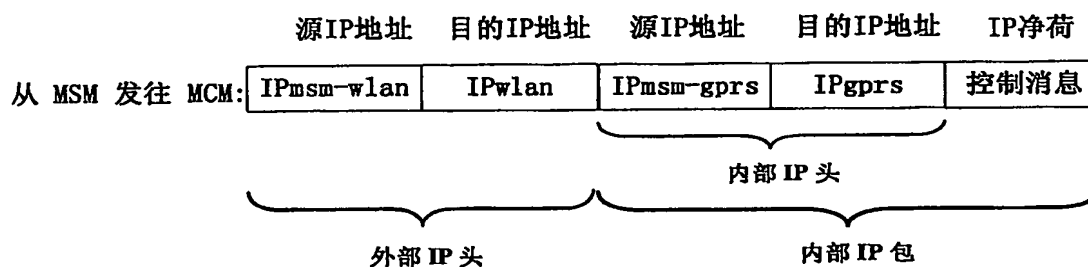 源IP地址 目的IP地址 源IP地址 目的IP地址 IP净荷
从 MSM 发往 MCM: IPmsm-wlan IPwlan IPmsm-gprs IPgprs 控制消息
内部 IP 头
外部 IP 头 内部 IP 包